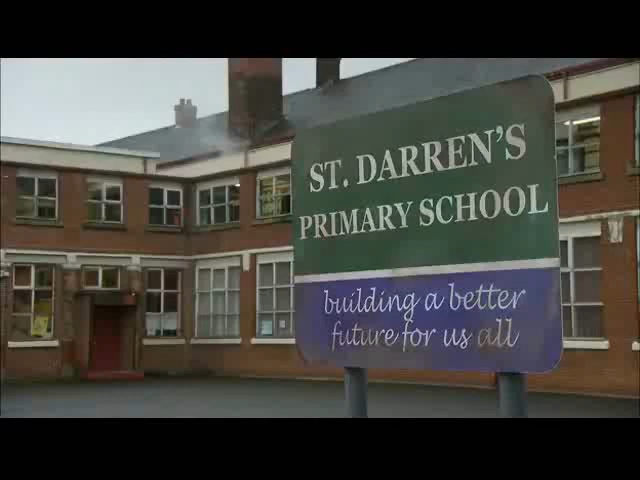 ST. DARREN'S
PRIMARY SCHOOL
building a better
future for us all